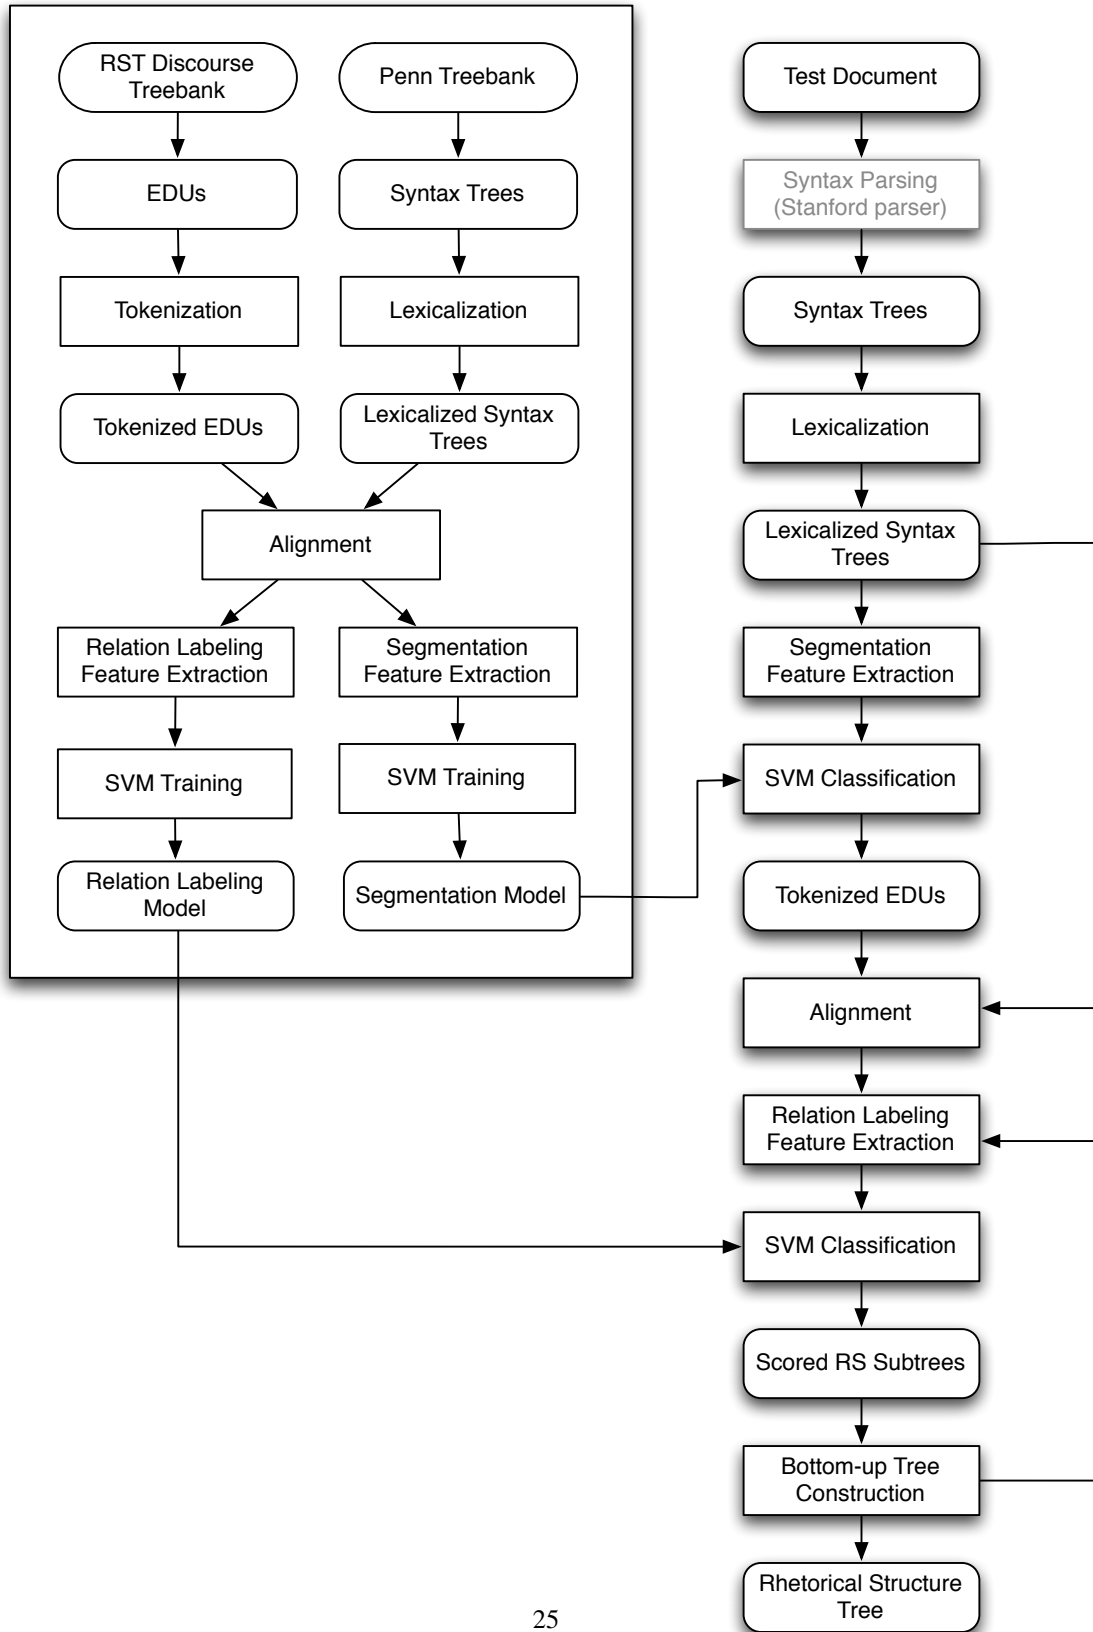 RST Discourse
Treebank
Penn Treebank
EDUs
Syntax Trees
Tokenization
Lexicalization
Tokenized EDUs
Lexicalized Syntax
Trees
Alignment
Relation Labeling
Feature Extraction
Segmentation
Feature Extraction
SVM Training
SVM Training
Relation Labeling
Model
Segmentation Model
Test Document
Syntax Parsing
(Stanford parser)
Syntax Trees
Lexicalization
Lexicalized Syntax
Trees
Segmentation
Feature Extraction
SVM Classification
Tokenized EDUs
Alignment
Relation Labeling
Feature Extraction
SVM Classification
Scored RS Subtrees
Bottom-up Tree
Construction
Rhetorical Structure
Tree
25